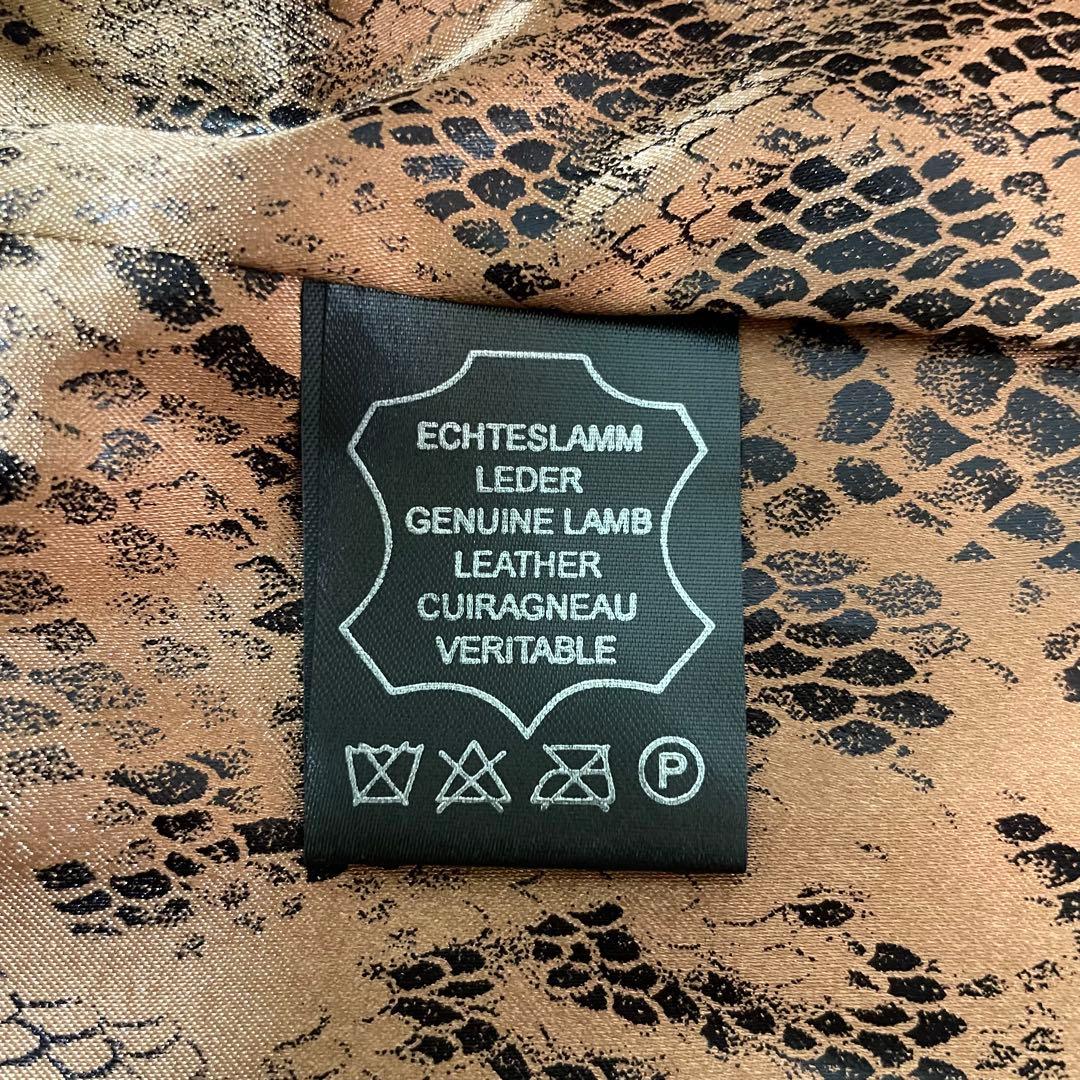 ECHTESLAMM
LEDER
GENUINE LAMB
LEATHER
CUIRAGNEAU
VERITABLE
P